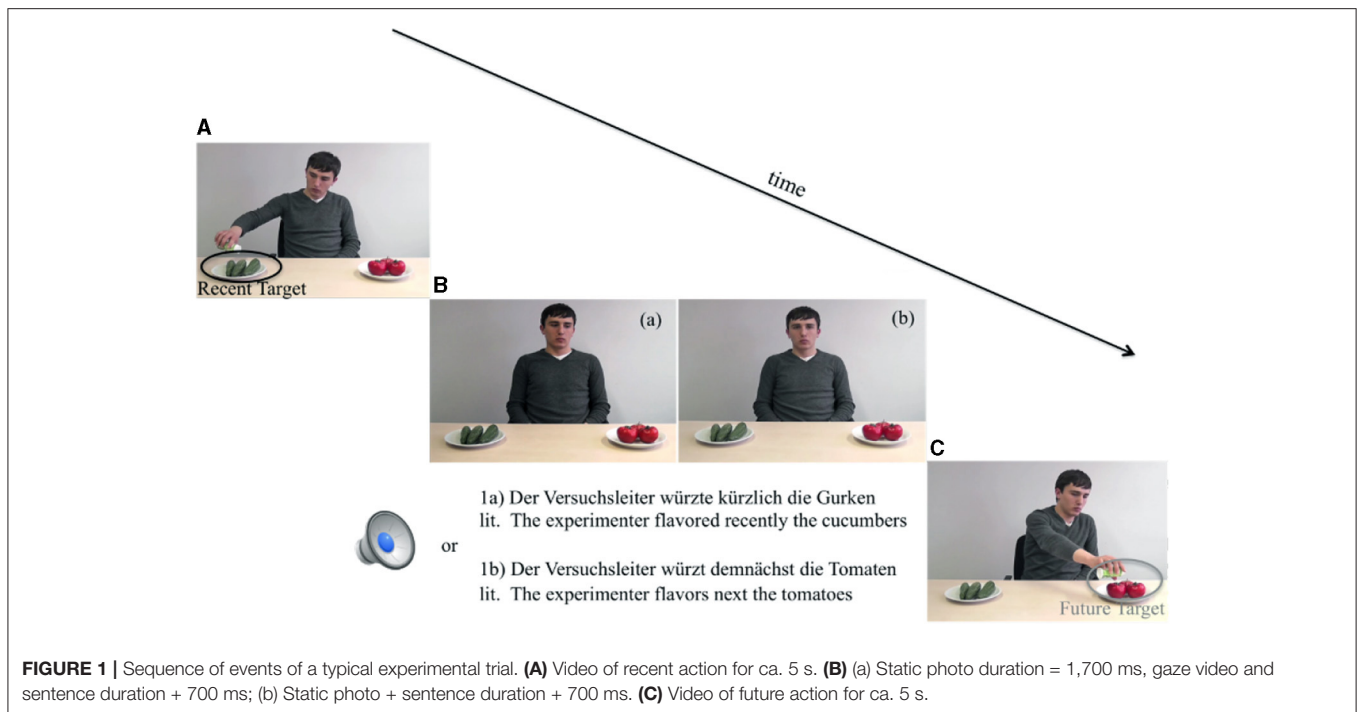 A
time
Recent Target
B
(a)
(b)
C
1a) Der Versuchsleiter würzte kürzlich die Gurken
lit. The experimenter flavored recently the cucumbers
or
1b) Der Versuchsleiter würzt demnächst die Tomaten
lit. The experimenter flavors next the tomatoes
Future Target
FIGURE 1 | Sequence of events of a typical experimental trial. (A) Video of recent action for ca. 5 s. (B) (a) Static photo duration = 1,700 ms, gaze video and
sentence duration + 700 ms; (b) Static photo + sentence duration + 700 ms. (C) Video of future action for ca. 5 s.